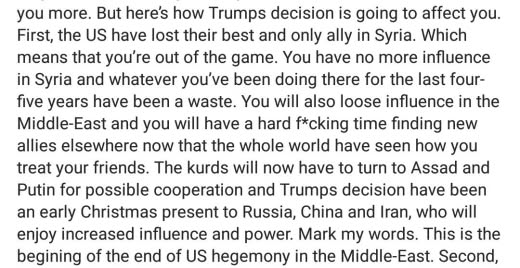 you more. But here's how Trumps decision is going to affect you.
First, the US have lost their best and only ally in Syria. Which
means that you're out of the game. You have no more influence
in Syria and whatever you've been doing there for the last four-
five years have been a waste. You will also loose influence in the
Middle-East and you will have a hard f*cking time finding new
allies elsewhere now that the whole world have seen how you
treat your friends. The kurds will now have to turn to Assad and
Putin for possible cooperation and Trumps decision have been
an early Christmas present to Russia, China and Iran, who will
enjoy increased influence and power. Mark my words. This is the
begining of the end of US hegemony in the Middle-East. Second,